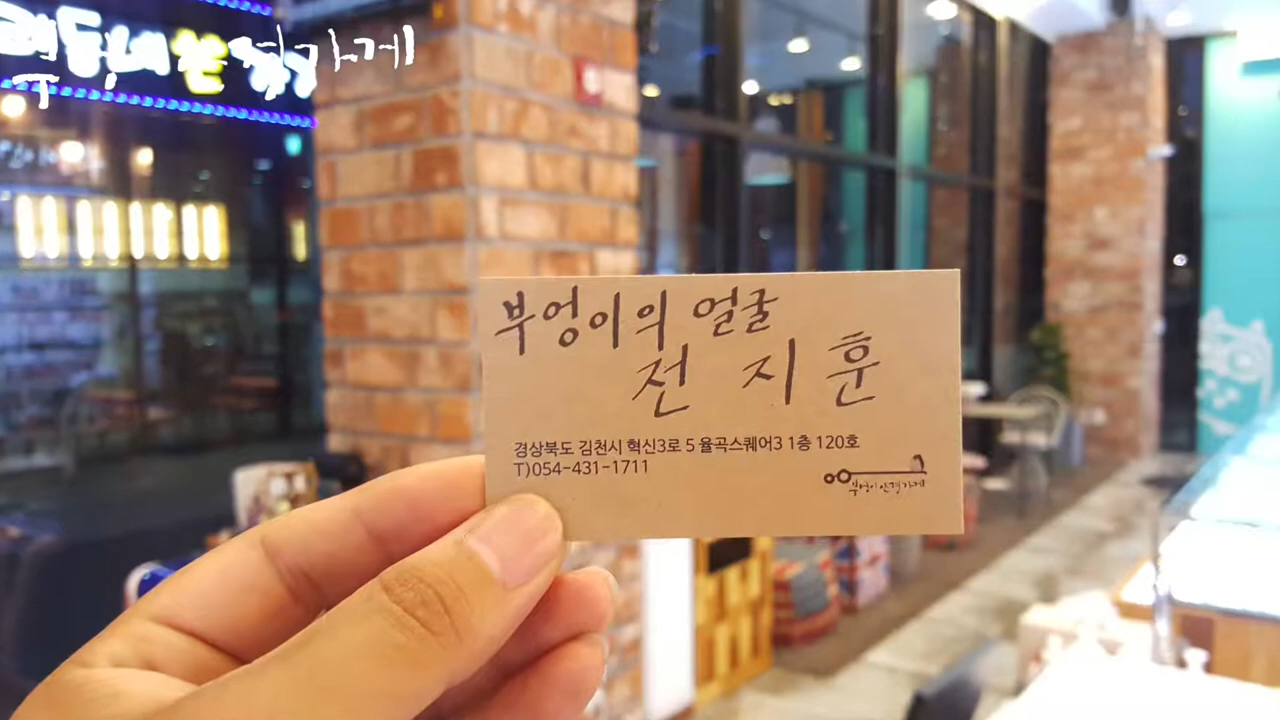 부엉이의 얼굴
전 지 훈
경상북도 김천시 혁신3로 5 율곡스퀘어3 1층 120호
T)054-431-1711
부엉이안경가게